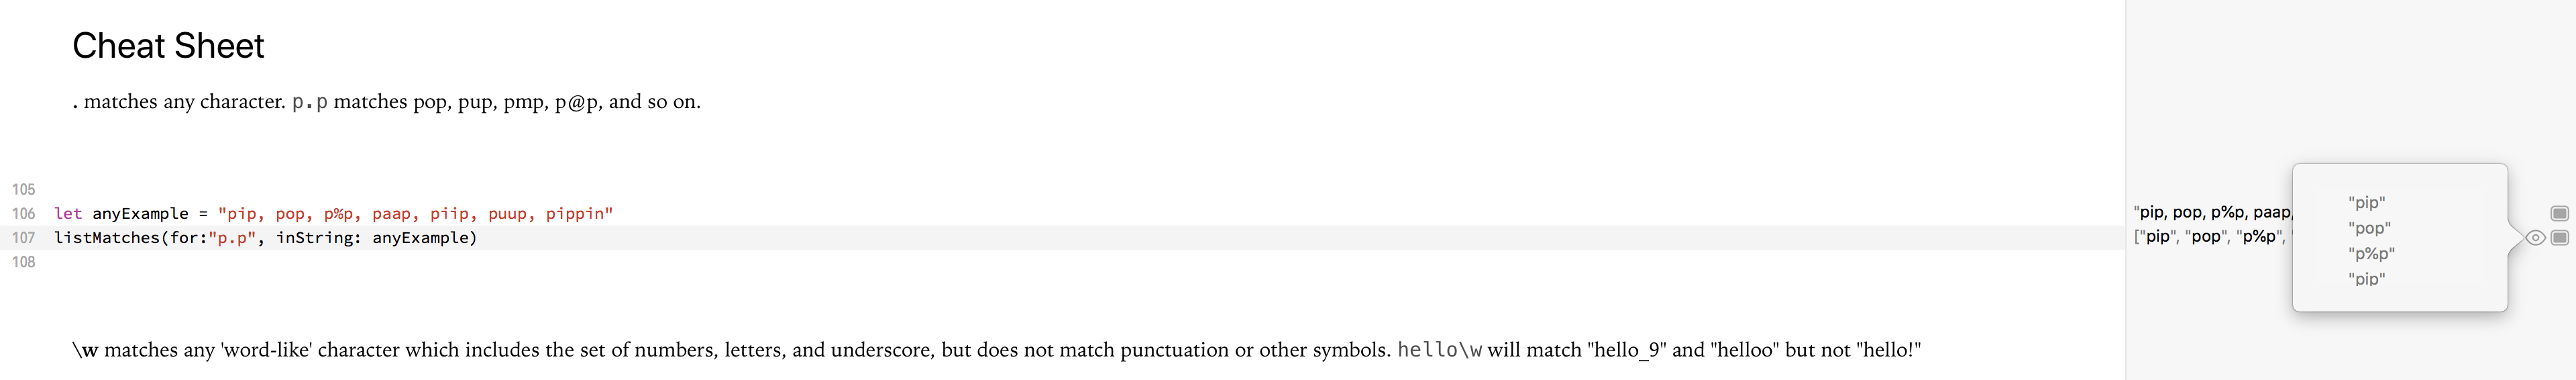 Cheat Sheet
. matches any character. p.p matches pop, pup, pmp, p@p, and so on.
105
106 let anyExample = "pip, pop, p%p, paap, piip, puup, pippin"
"pip, pop, p%p, paap,
107 listMatches(for:"p.p", inString: anyExample)
["pip", "pop", "p%p",
108
"pip"
"pop"
"p%p"
"pip"
\w matches any 'word-like' character which includes the set of numbers, letters, and underscore, but does not match punctuation or other symbols. hello\w will match "hello_9" and "helloo" but not "hello!"